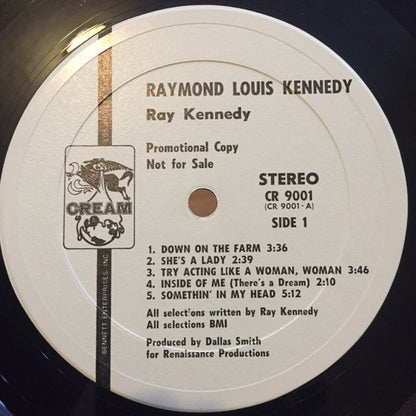 RAYMOND LOUIS KENNEDY
Ray Kennedy
Promotional Copy
Not for Sale
STEREO
CR 9001
(CR 9001-A)
SIDE 1
CREAM
1. DOWN ON THE FARM 3:36
2. SHE'S A LADY 2:39
3. TRY ACTING LIKE A WOMAN, WOMAN 3:46
4. INSIDE OF ME (There's a Dream) 2:10
5. SOMETHIN' IN MY HEAD 5:12
All selections written by Ray Kennedy
All selections BMI
Produced by Dallas Smith
for Renaissance Productions
BENNETT ENTERPRISES, INC.